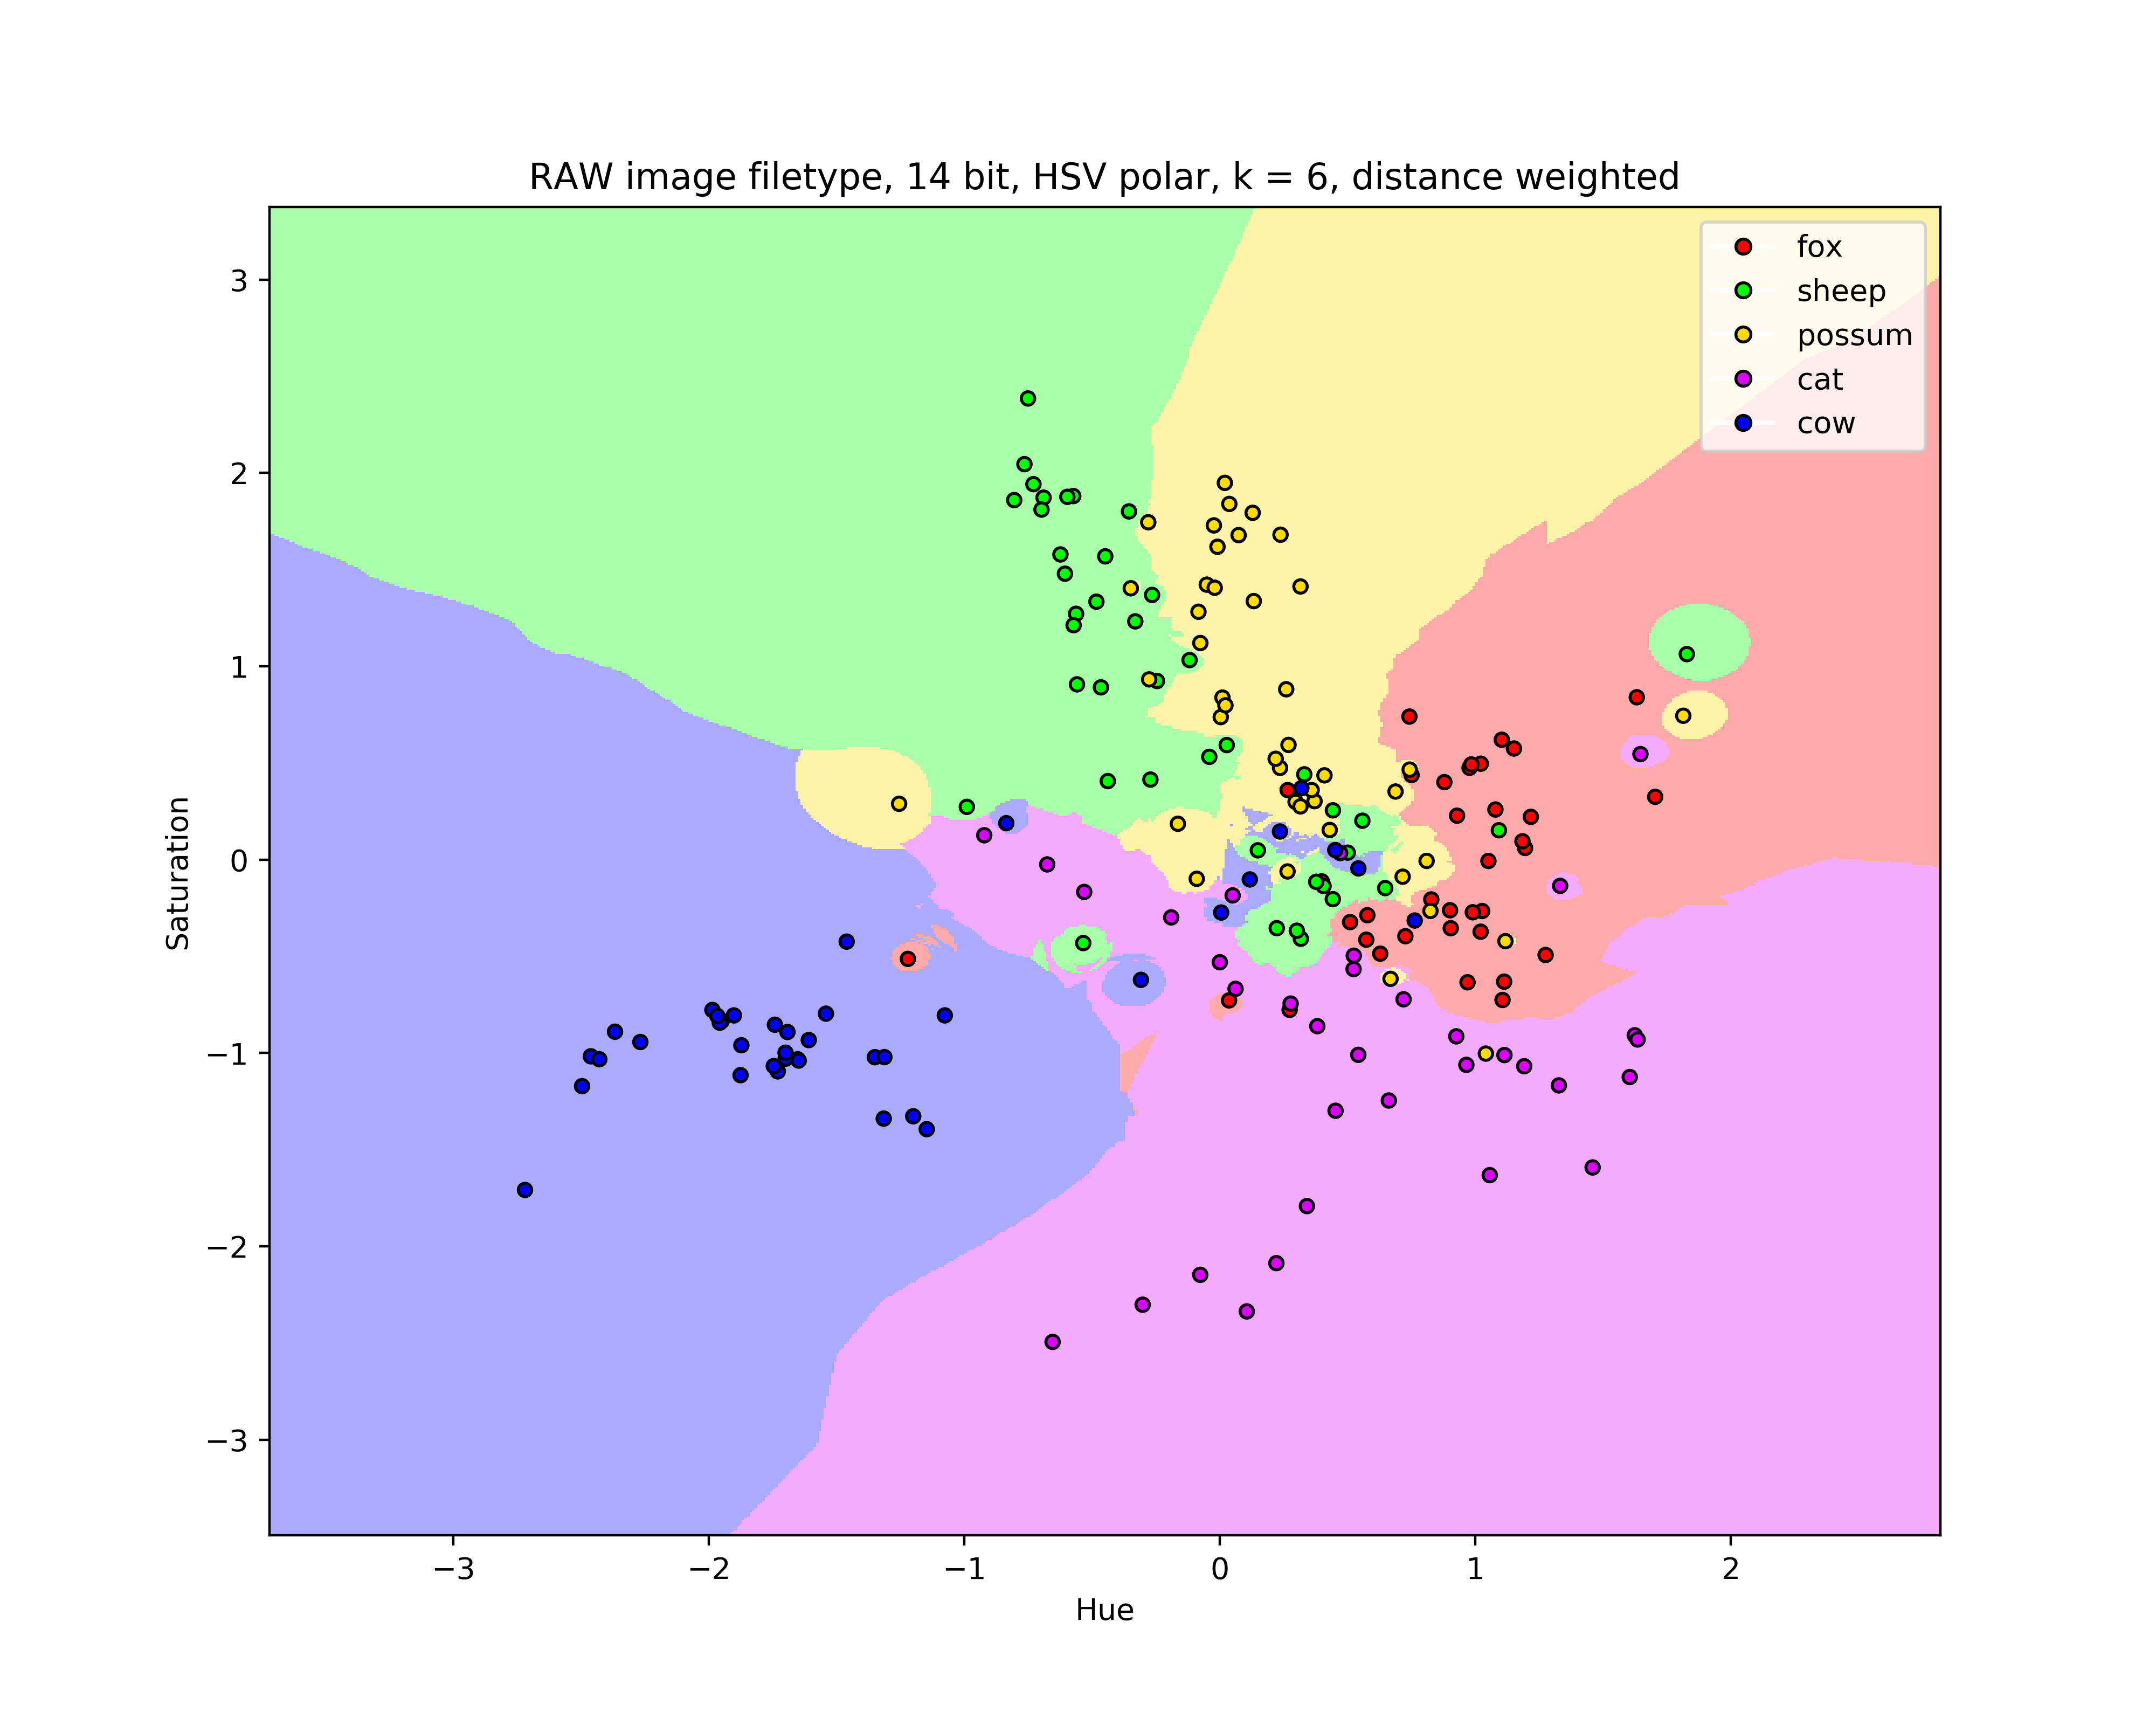 RAW image filetype, 14 bit, HSV polar, k = 6, distance weighted
fox
sheep
possum
cat
cow
3
2
1
0
−1
−2
−3
Saturation
−3 −2 −1 0 1 2
Hue